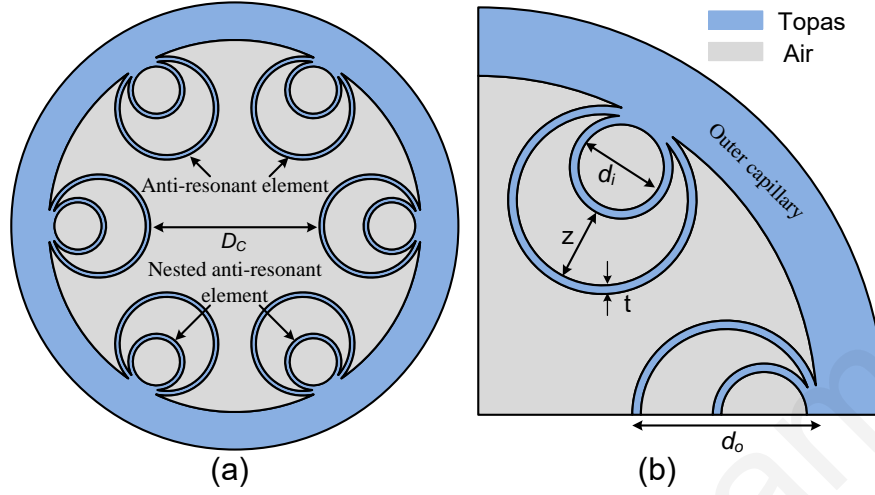 Anti-resonant element
D_C
Nested anti-resonant
element
(a)
Topas
Air
Outer capillary
d_i
z
t
d_o
(b)